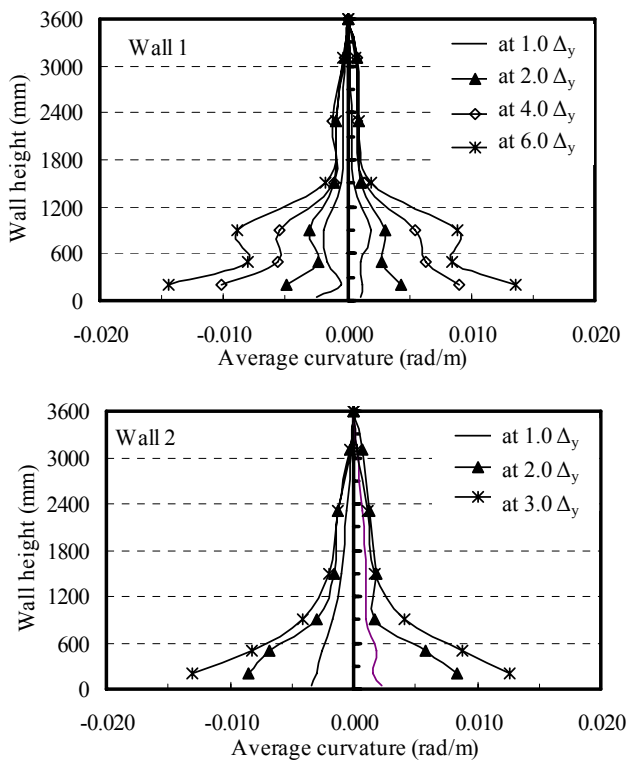 Wall 1
at 1.0 Δy
at 2.0 Δy
at 4.0 Δy
at 6.0 Δy
Wall height (mm)
3600
3000
2400
1800
1200
600
0
-0.020 -0.010 0.000 0.010 0.020
Average curvature (rad/m)
Wall 2
at 1.0 Δy
at 2.0 Δy
at 3.0 Δy
Wall height (mm)
3600
3000
2400
1800
1200
600
0
-0.020 -0.010 0.000 0.010 0.020
Average curvature (rad/m)